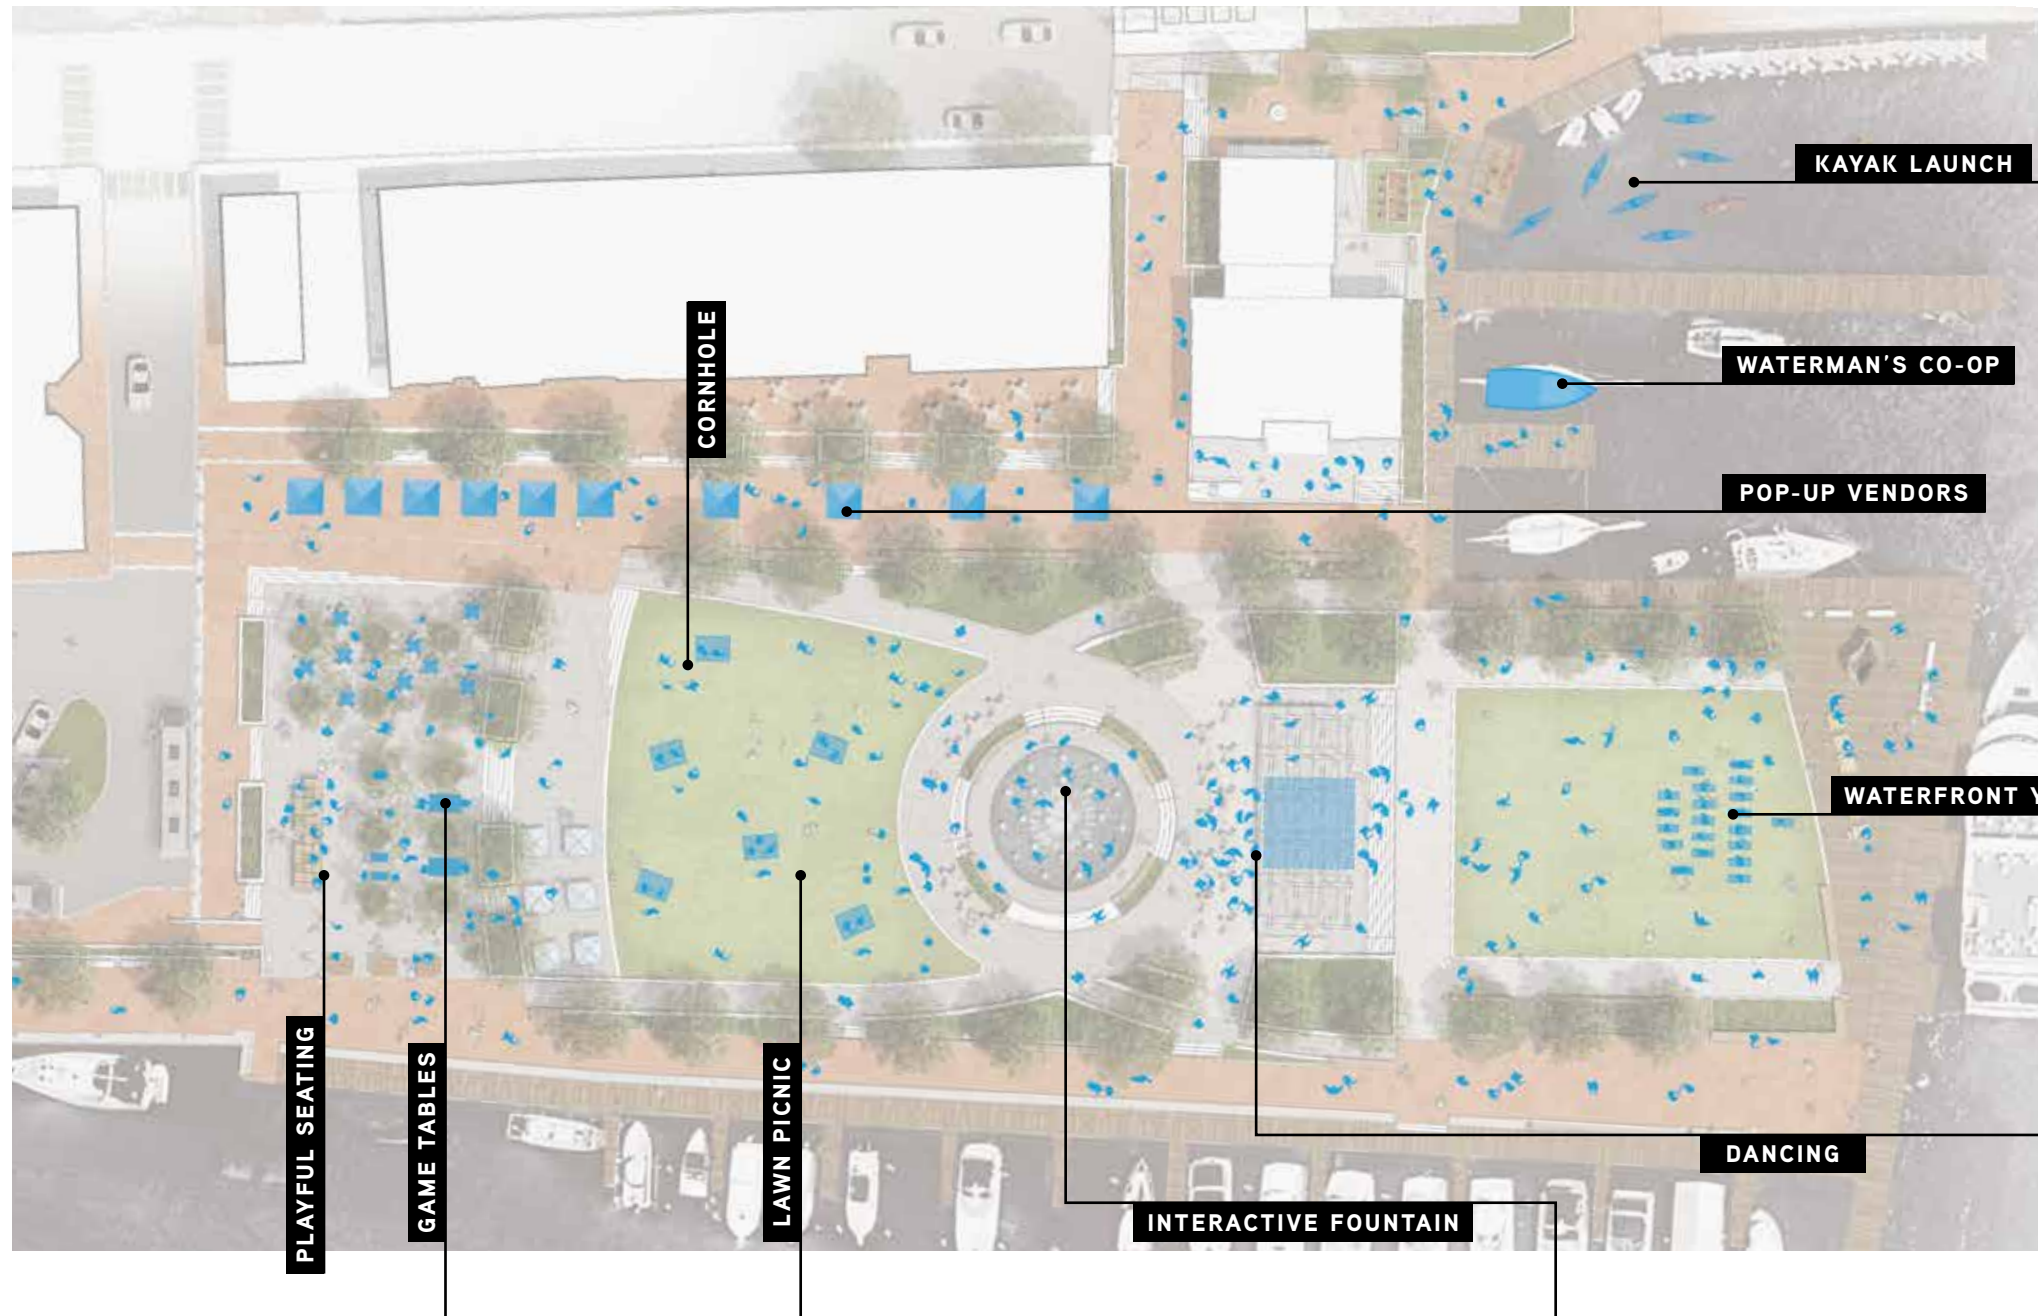 KAYAK LAUNCH
CORNHOLE
WATERMAN'S CO-OP
POP-UP VENDORS
WATERFRONT Y
PLAYFUL SEATING
GAME TABLES
LAWN PICNIC
DANCING
INTERACTIVE FOUNTAIN